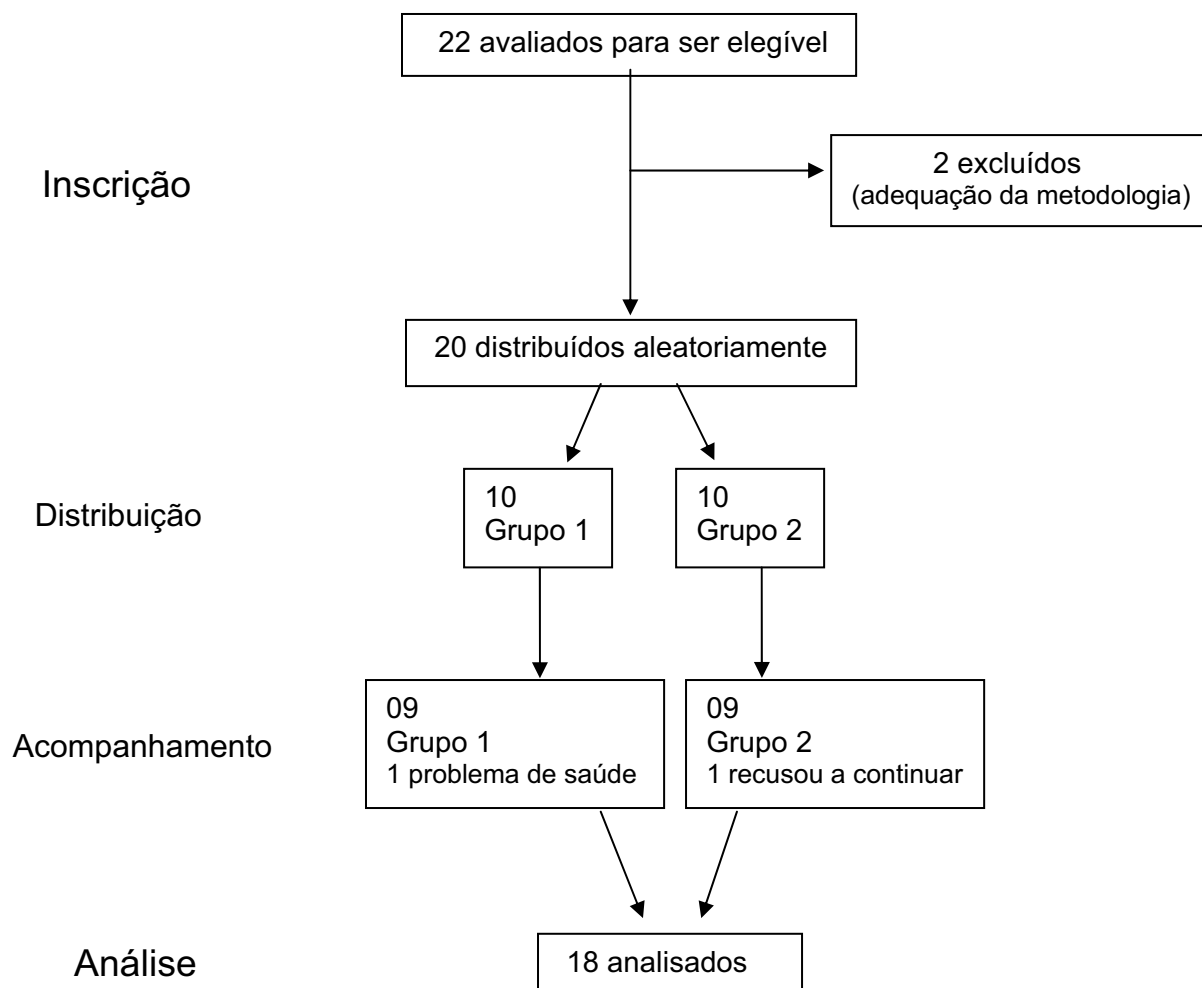 22 avaliados para ser elegível
Inscrição
2 excluídos
(adequação da metodologia)
20 distribuídos aleatoriamente
Distribuição
10
Grupo 1
10
Grupo 2
Acompanhamento
09
Grupo 1
1 problema de saúde
09
Grupo 2
1 recusou a continuar
Análise
18 analisados